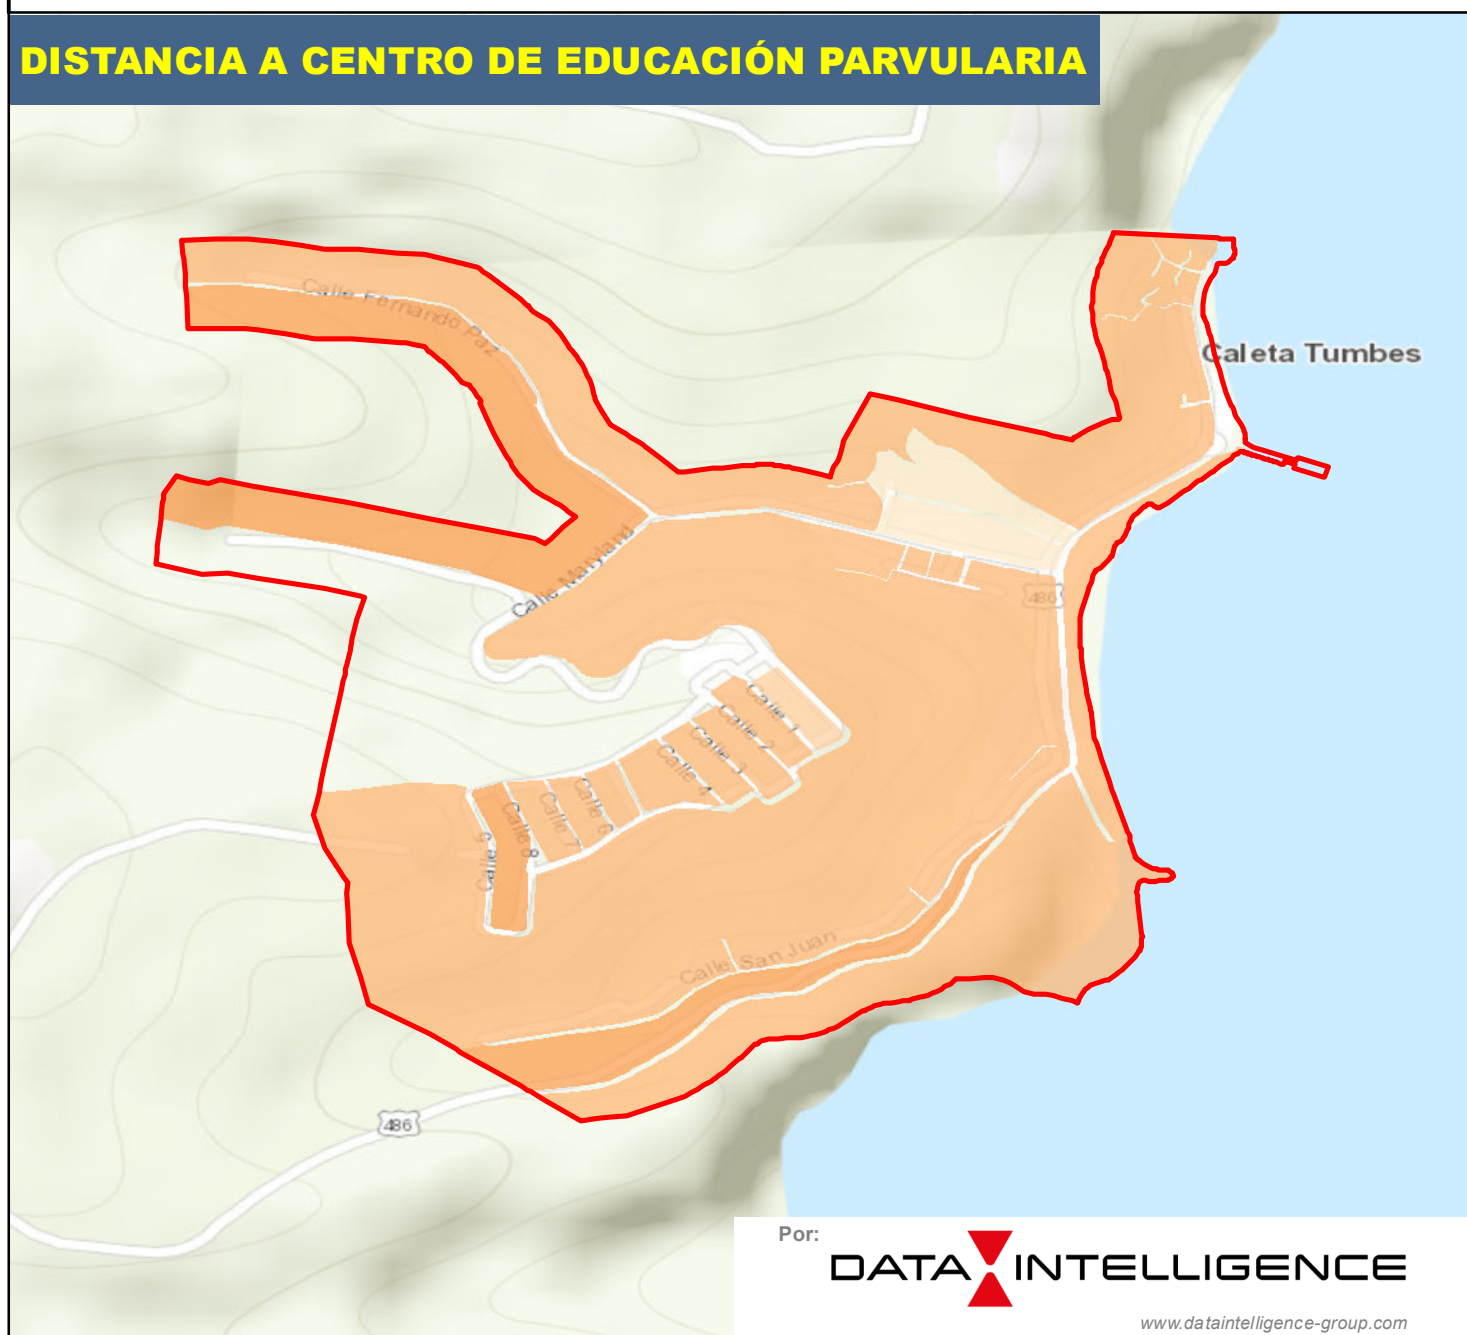 DISTANCIA A CENTRO DE EDUCACIÓN PARVULARIA
Calle Fernando Paz
Caleta Tumbes
Calle Maryland
486
Calle 1
Calle 2
Calle 3
Calle 4
Calle 6
Calle 7
Calle 8
Calle 9
Calle San Juan
486
Por:
DATA INTELLIGENCE
www.dataintelligence-group.com